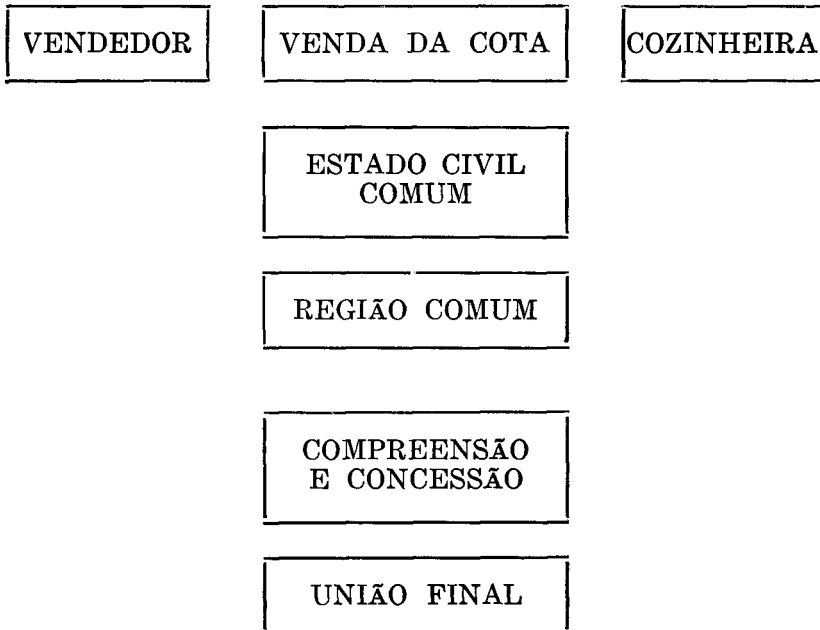 VENDEDOR
VENDA DA COTA
COZINHEIRA
ESTADO CIVIL
COMUM
REGIÃO COMUM
COMPREENSÃO
E CONCESSÃO
UNIÃO FINAL